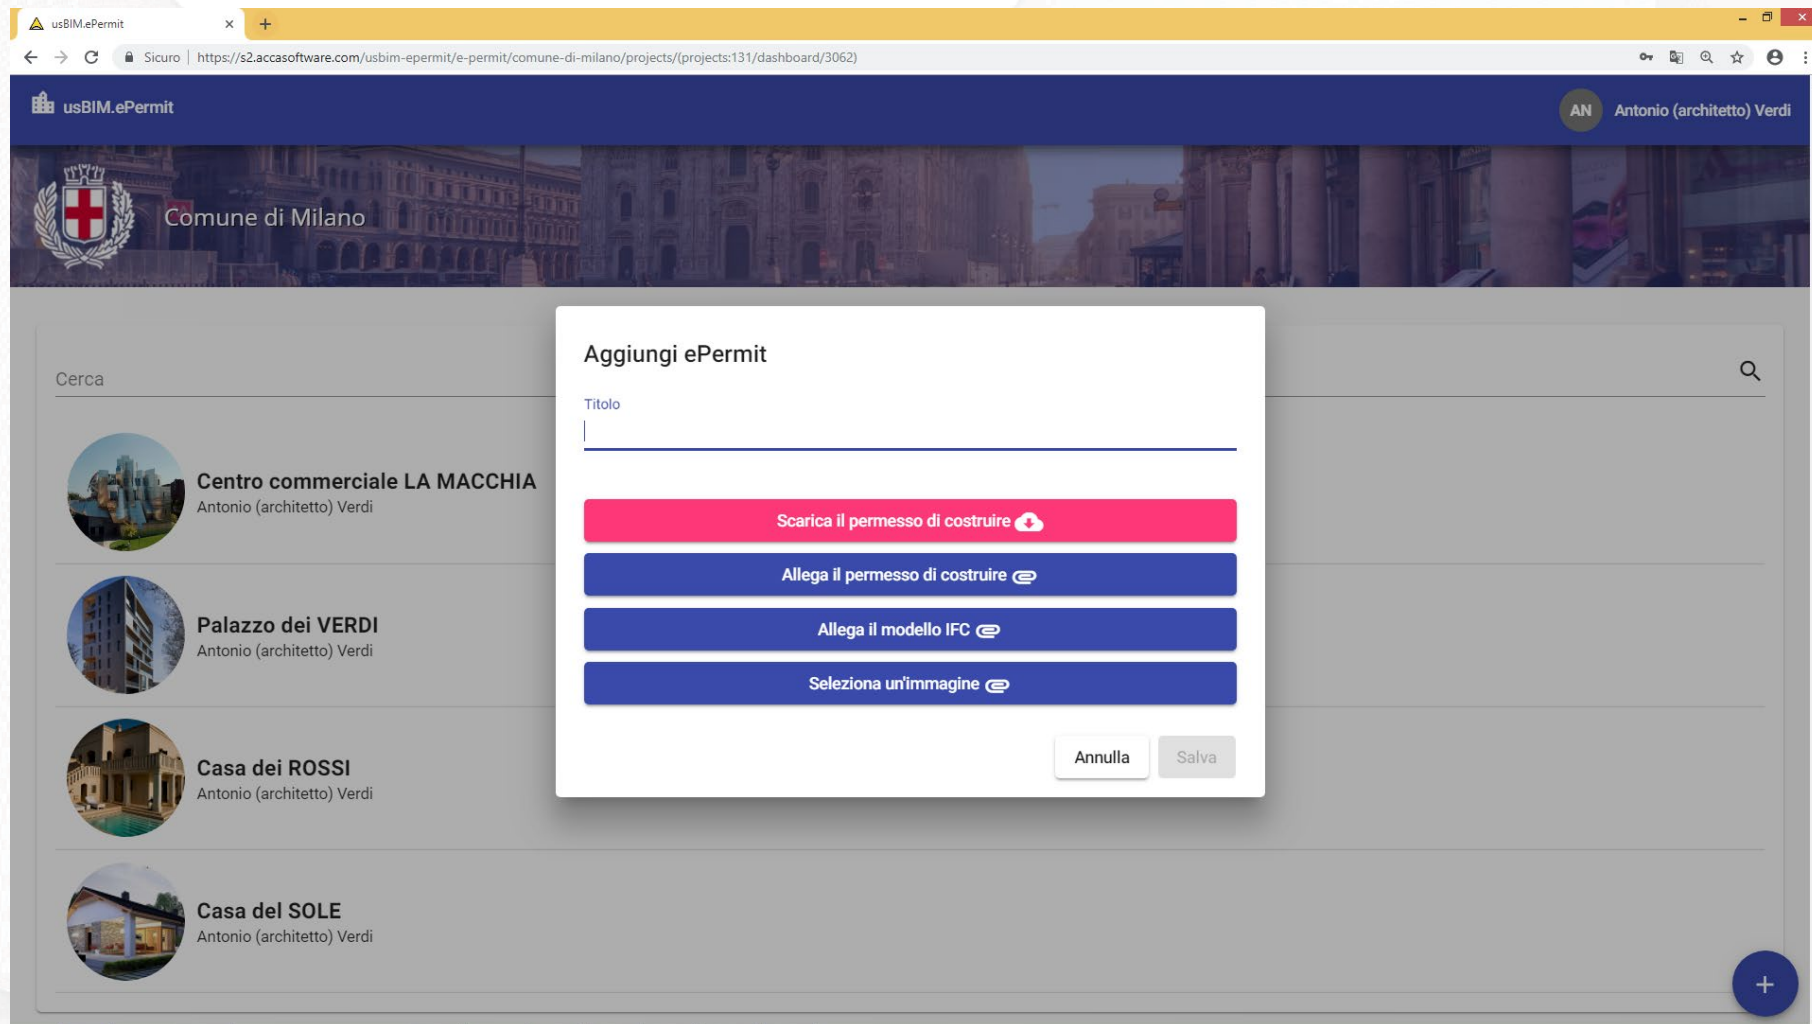 usBIM.ePermit
Sicuro | https://s2.accasoftware.com/usbim-epermit/e-permit/comune-di-milano/projects/(projects:131/dashboard/3062)
usBIM.ePermit
AN Antonio (architetto) Verdi
Comune di Milano
Cerca
Centro commerciale LA MACCHIA
Antonio (architetto) Verdi
Palazzo dei VERDI
Antonio (architetto) Verdi
Casa dei ROSSI
Antonio (architetto) Verdi
Casa del SOLE
Antonio (architetto) Verdi
Aggiungi ePermit
Titolo
Scarica il permesso di costruire
Allega il permesso di costruire
Allega il modello IFC
Seleziona un'immagine
Annulla Salva